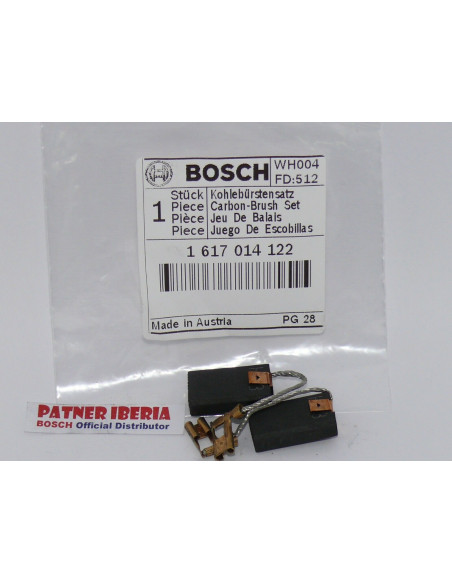 BOSCH
WH004
FD:512
1
Stück Kohlebürstensatz
Piece Carbon-Brush Set
Pièce Jeu De Balais
Piece Juego De Escobillas
1 617 014 122
Made in Austria PG 28
PATNER IBERIA
BOSCH Official Distributor